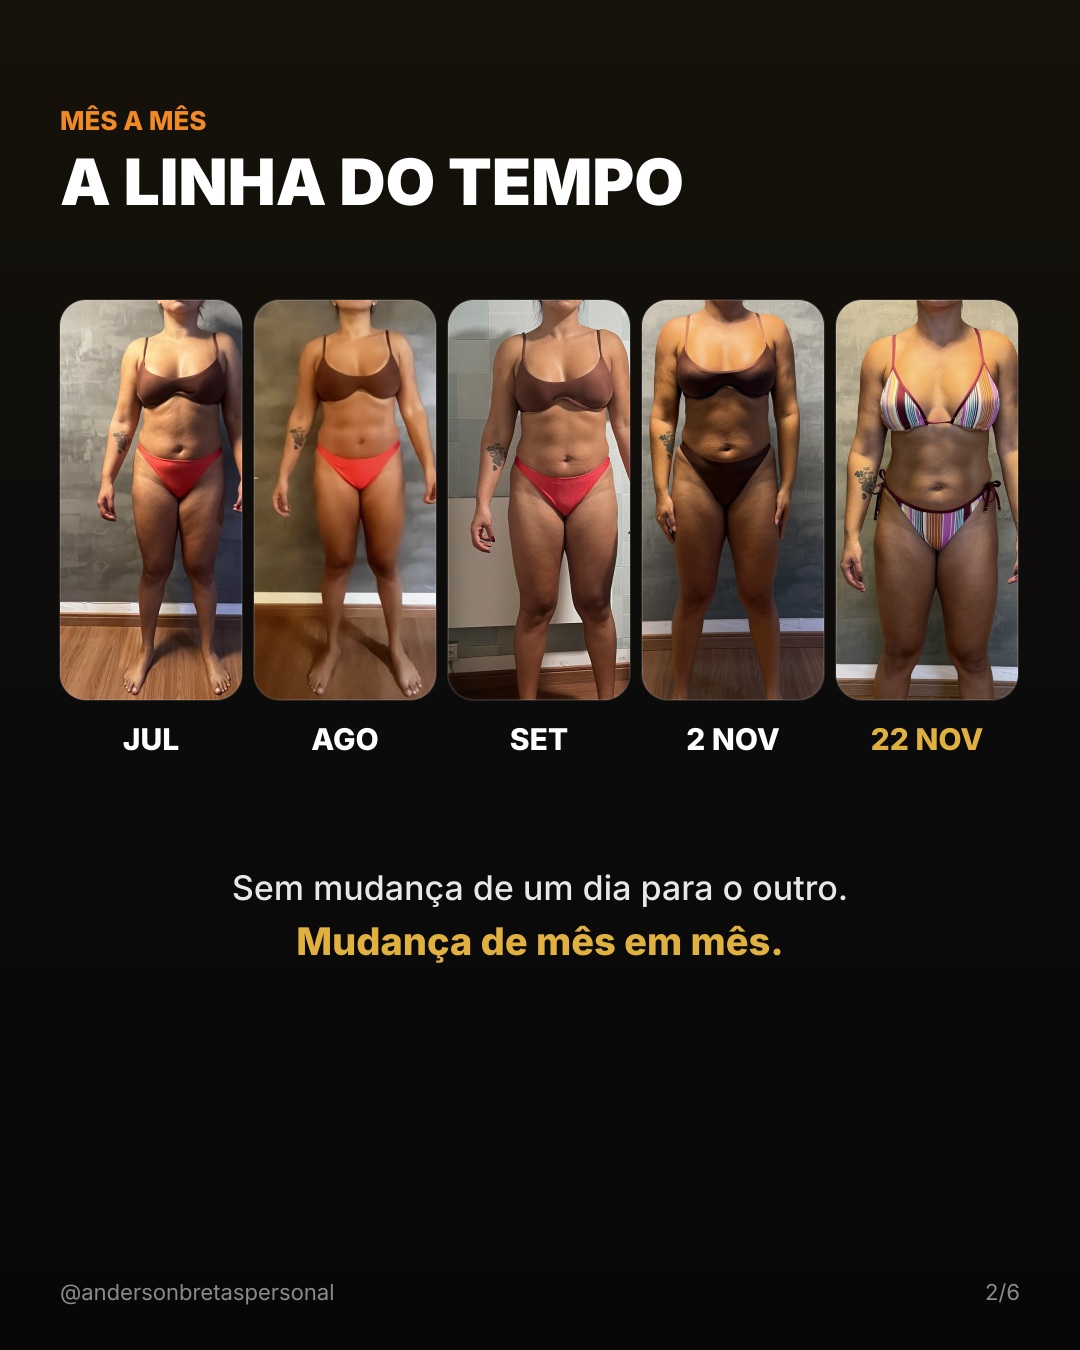 MÊS A MÊS
A LINHA DO TEMPO
JUL
AGO
SET
2 NOV
22 NOV
Sem mudança de um dia para o outro.
Mudança de mês em mês.
@andersonbretaspersonal
2/6